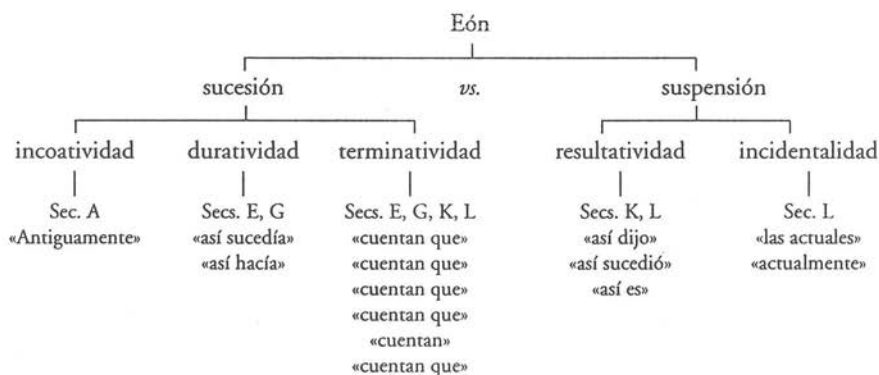 Eón
sucesión vs. suspensión
incoatividad duratividad terminatividad resultatividad incidentalidad
Sec. A Secs. E, G Secs. E, G, K, L Secs. K, L Sec. L
«Antiguamente» «así sucedía» «cuentan que» «así dijo» «las actuales»
«así hacía» «cuentan que» «así sucedió» «actualmente»
«cuentan que» «así es»
«cuentan que»
«cuentan»
«cuentan que»